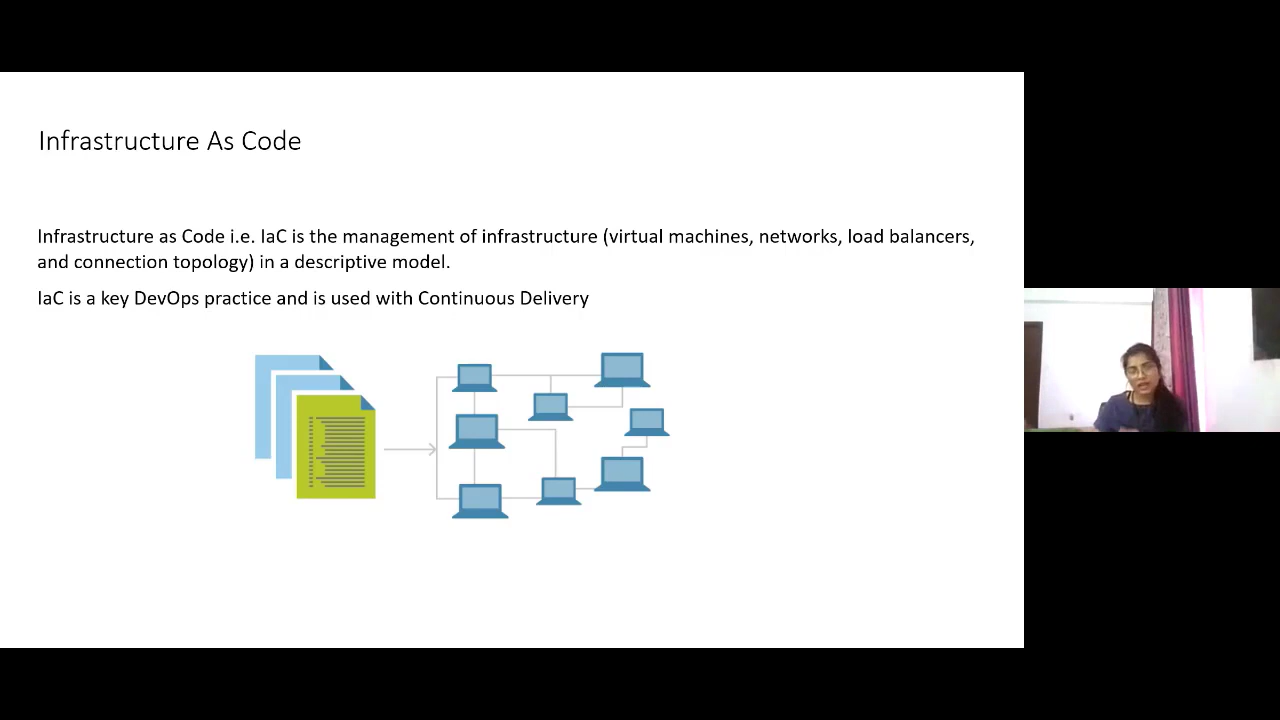 Infrastructure As Code
Infrastructure as Code i.e. IaC is the management of infrastructure (virtual machines, networks, load balancers,
and connection topology) in a descriptive model.
IaC is a key DevOps practice and is used with Continuous Delivery